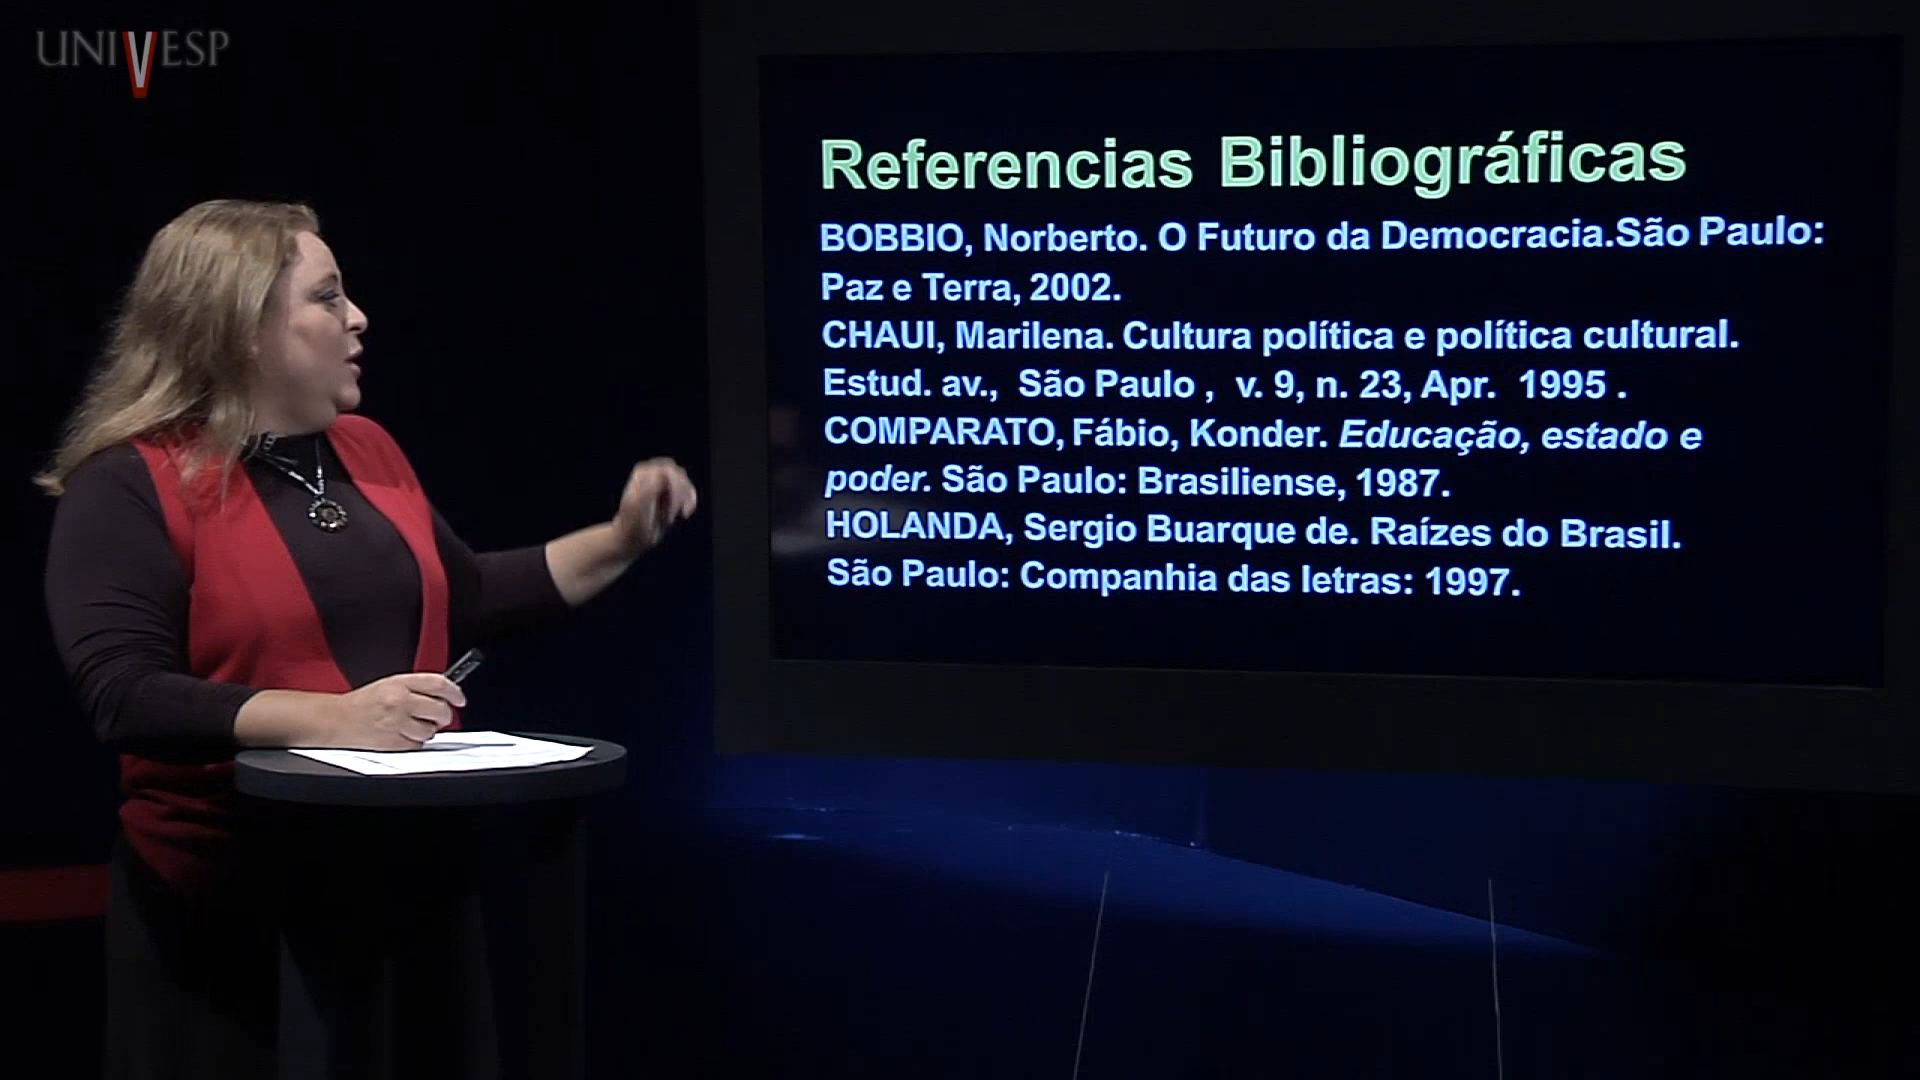 UNIVESP
Referencias Bibliográficas
BOBBIO, Norberto. O Futuro da Democracia.São Paulo:
Paz e Terra, 2002.
CHAUI, Marilena. Cultura política e política cultural.
Estud. av., São Paulo , v. 9, n. 23, Apr. 1995 .
COMPARATO, Fábio, Konder. Educação, estado e
poder. São Paulo: Brasiliense, 1987.
HOLANDA, Sergio Buarque de. Raízes do Brasil.
São Paulo: Companhia das letras: 1997.